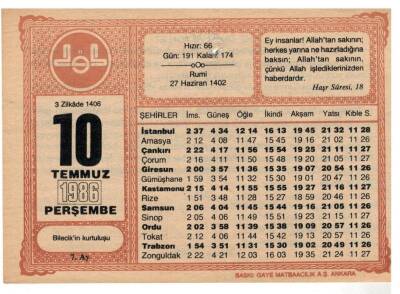 3 Zilkâde 1406
10
TEMMUZ
1986
PERŞEMBE
Bilecik'in kurtuluşu
7. Ay
Hızır: 66
Gün: 191 Kalan: 174
Rumi
27 Haziran 1402
Ey insanlar! Allah'tan sakının;
herkes yarına ne hazırladığına
baksın; Allah'tan sakının,
çünkü Allah işlediklerinizden
haberdardır.
Haşr Sûresi, 18
ŞEHİRLER İms. Güneş Öğle İkindi Akşam Yatsı Kıble S.
İstanbul 2 37 4 34 12 14 16 13 19 45 21 32 11 28
Amasya 2 12 4 08 11 47 15 45 19 16 21 02 11 26
Çankırı 2 22 4 17 11 56 15 54 19 25 21 11 11 27
Çorum 2 16 4 11 11 50 15 48 19 20 21 05 11 26
Giresun 2 00 3 57 11 36 15 35 19 07 20 54 11 26
Gümüşhane 1 59 3 54 11 32 15 30 19 01 20 47 11 26
Kastamonu 2 15 4 14 11 55 15 55 19 27 21 16 11 27
Rize 1 51 3 48 11 28 15 27 18 59 20 46 11 26
Samsun 2 06 4 04 11 45 15 44 19 16 21 05 11 26
Sinop 2 05 4 06 11 49 15 48 19 21 21 11 11 27
Ordu 2 02 3 58 11 39 15 38 19 09 20 57 11 26
Tokat 2 12 4 06 11 44 15 42 19 13 20 57 11 26
Trabzon 1 54 3 51 11 31 15 30 19 02 20 49 11 26
Zonguldak 2 22 4 21 12 03 16 02 19 35 21 24 11 27
BASKI: GAYE MATBAACILIK A.Ş. ANKARA